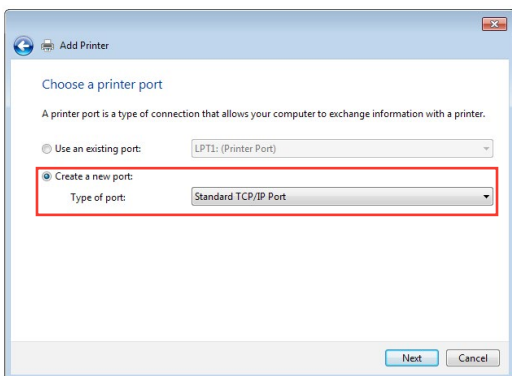 Add Printer
Choose a printer port
A printer port is a type of connection that allows your computer to exchange information with a printer.
Use an existing port: LPT1: (Printer Port)
Create a new port:
Type of port: Standard TCP/IP Port
Next Cancel